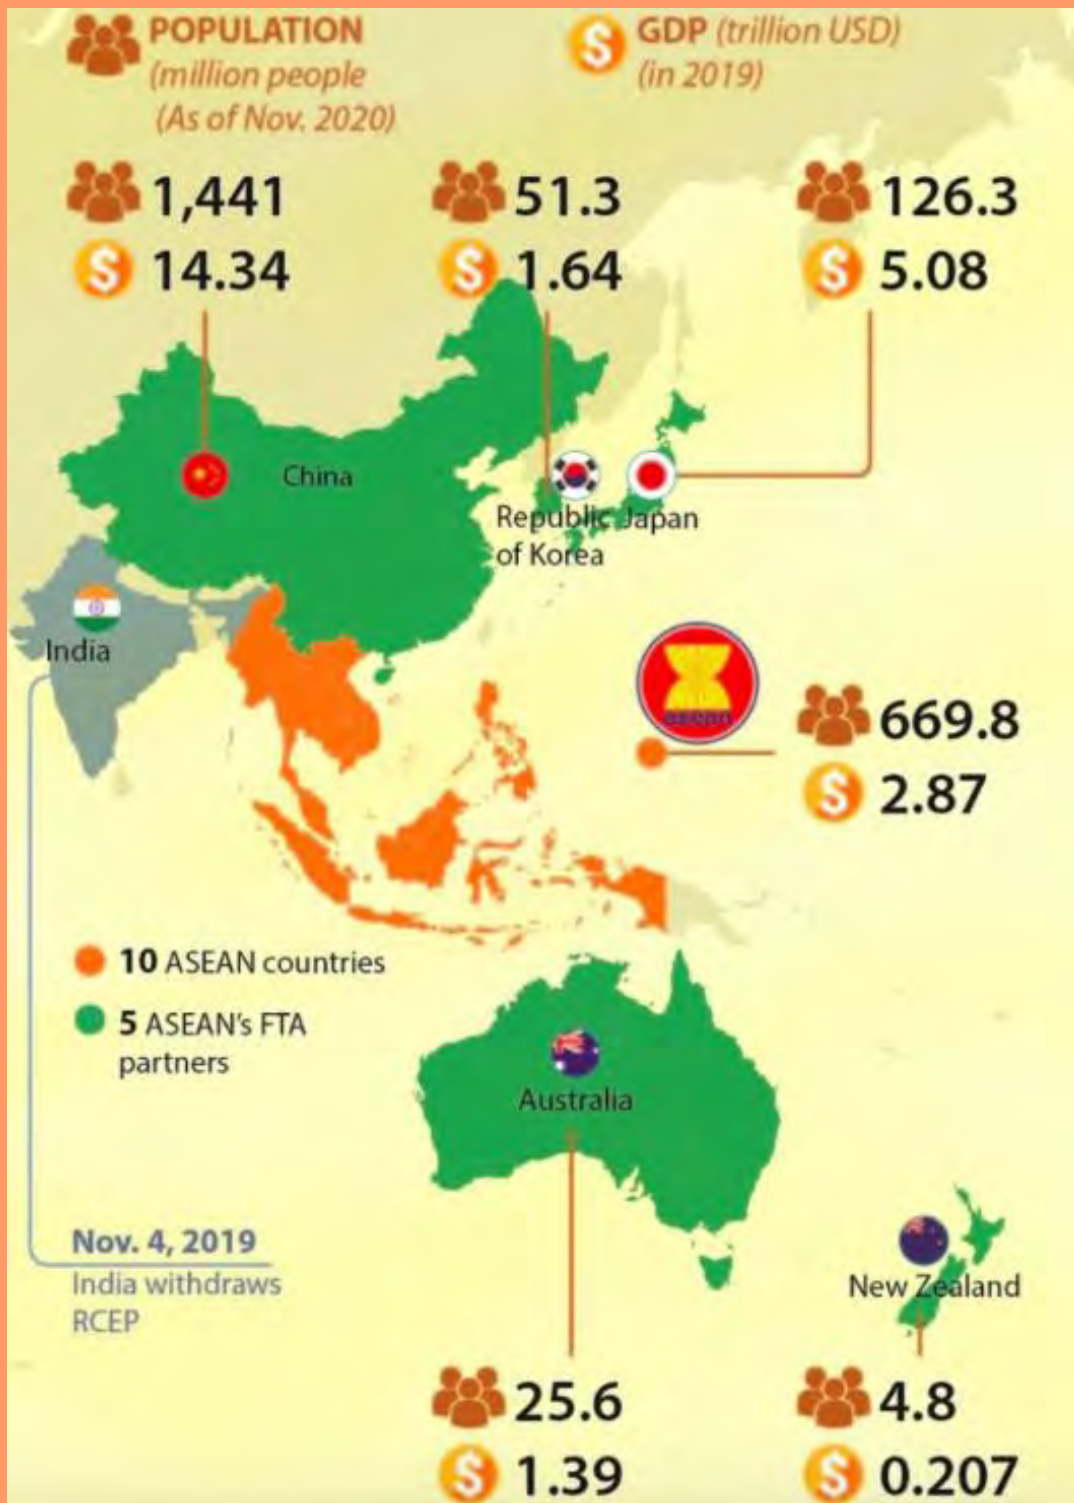 POPULATION
(million people
(As of Nov. 2020)
GDP (trillion USD)
(in 2019)
1,441
14.34
51.3
1.64
126.3
5.08
China
Republic
of Korea
Japan
India
asean
669.8
2.87
10 ASEAN countries
5 ASEAN's FTA
partners
Australia
Nov. 4, 2019
India withdraws
RCEP
New Zealand
25.6
1.39
4.8
0.207